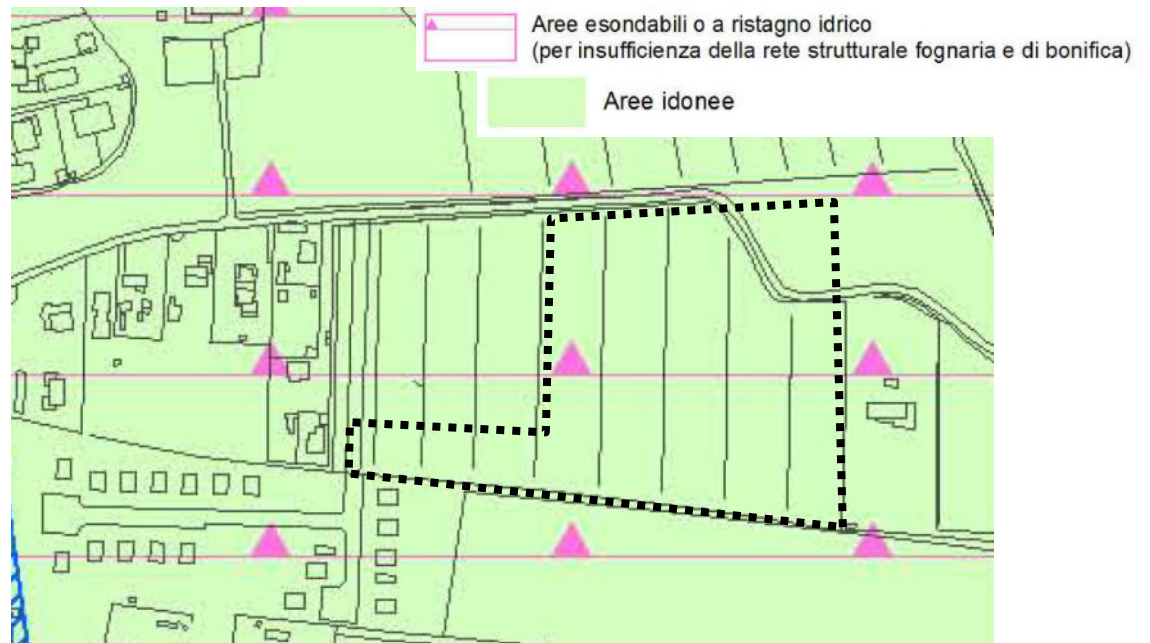 Aree esondabili o a ristagno idrico
(per insufficienza della rete strutturale fognaria e di bonifica)
Aree idonee